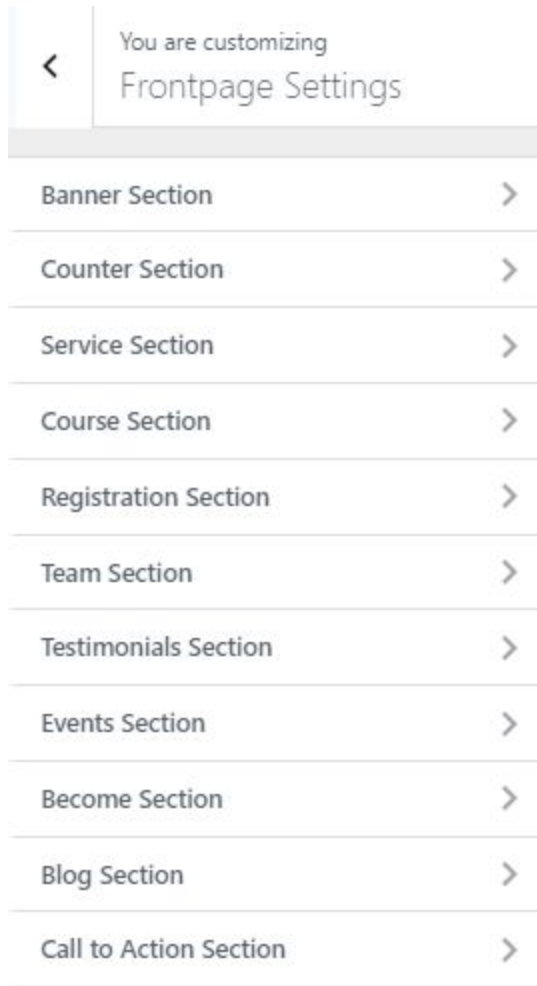 You are customizing
Frontpage Settings
Banner Section
Counter Section
Service Section
Course Section
Registration Section
Team Section
Testimonials Section
Events Section
Become Section
Blog Section
Call to Action Section